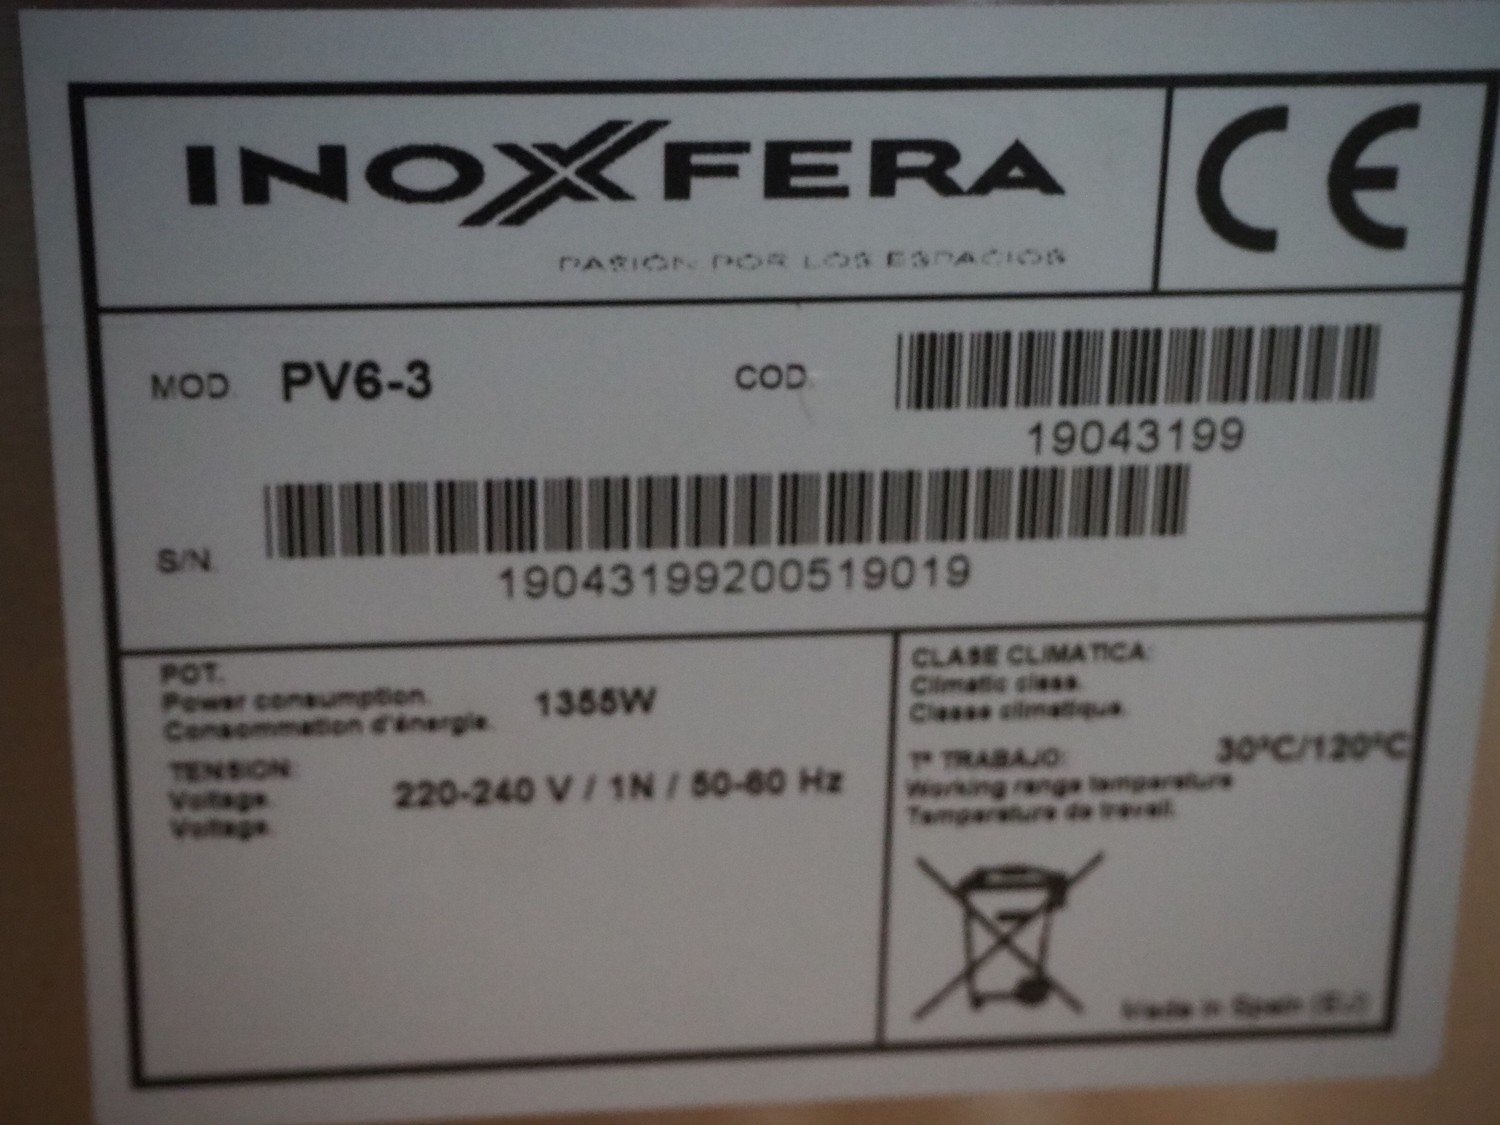 INOXFERA
CE
PASIÓN POR LOS ESPACIOS
MOD. PV6-3
COD.
19043199
S/N.
19043199200519019
POT.
Power consumption.
Consommation d'énergie.
1355W
TENSION:
Voltage.
Voltage.
220-240 V / 1N / 50-60 Hz
CLASE CLIMATICA:
Climatic class.
Classe climatique.
Tª TRABAJO:
Working range temperature
Temperature de travail.
30ºC/120ºC
Made in Spain (EU)